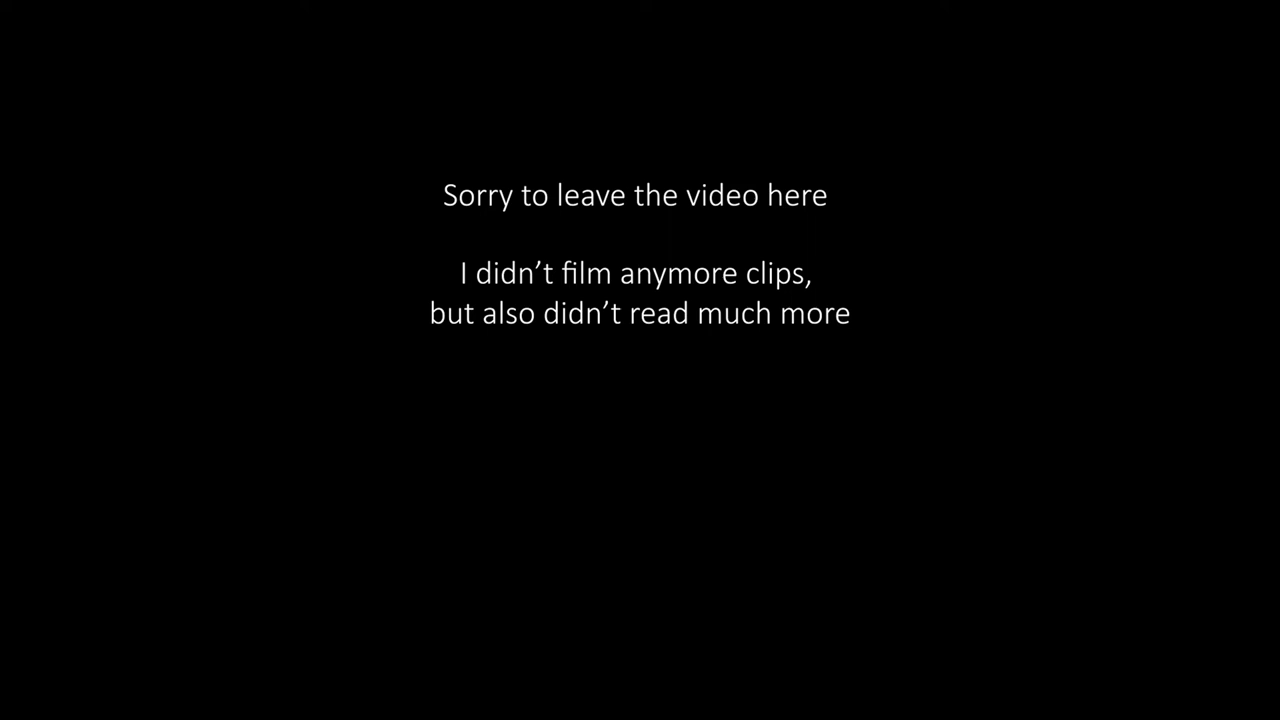 Sorry to leave the video here
I didn’t film anymore clips,
but also didn’t read much more